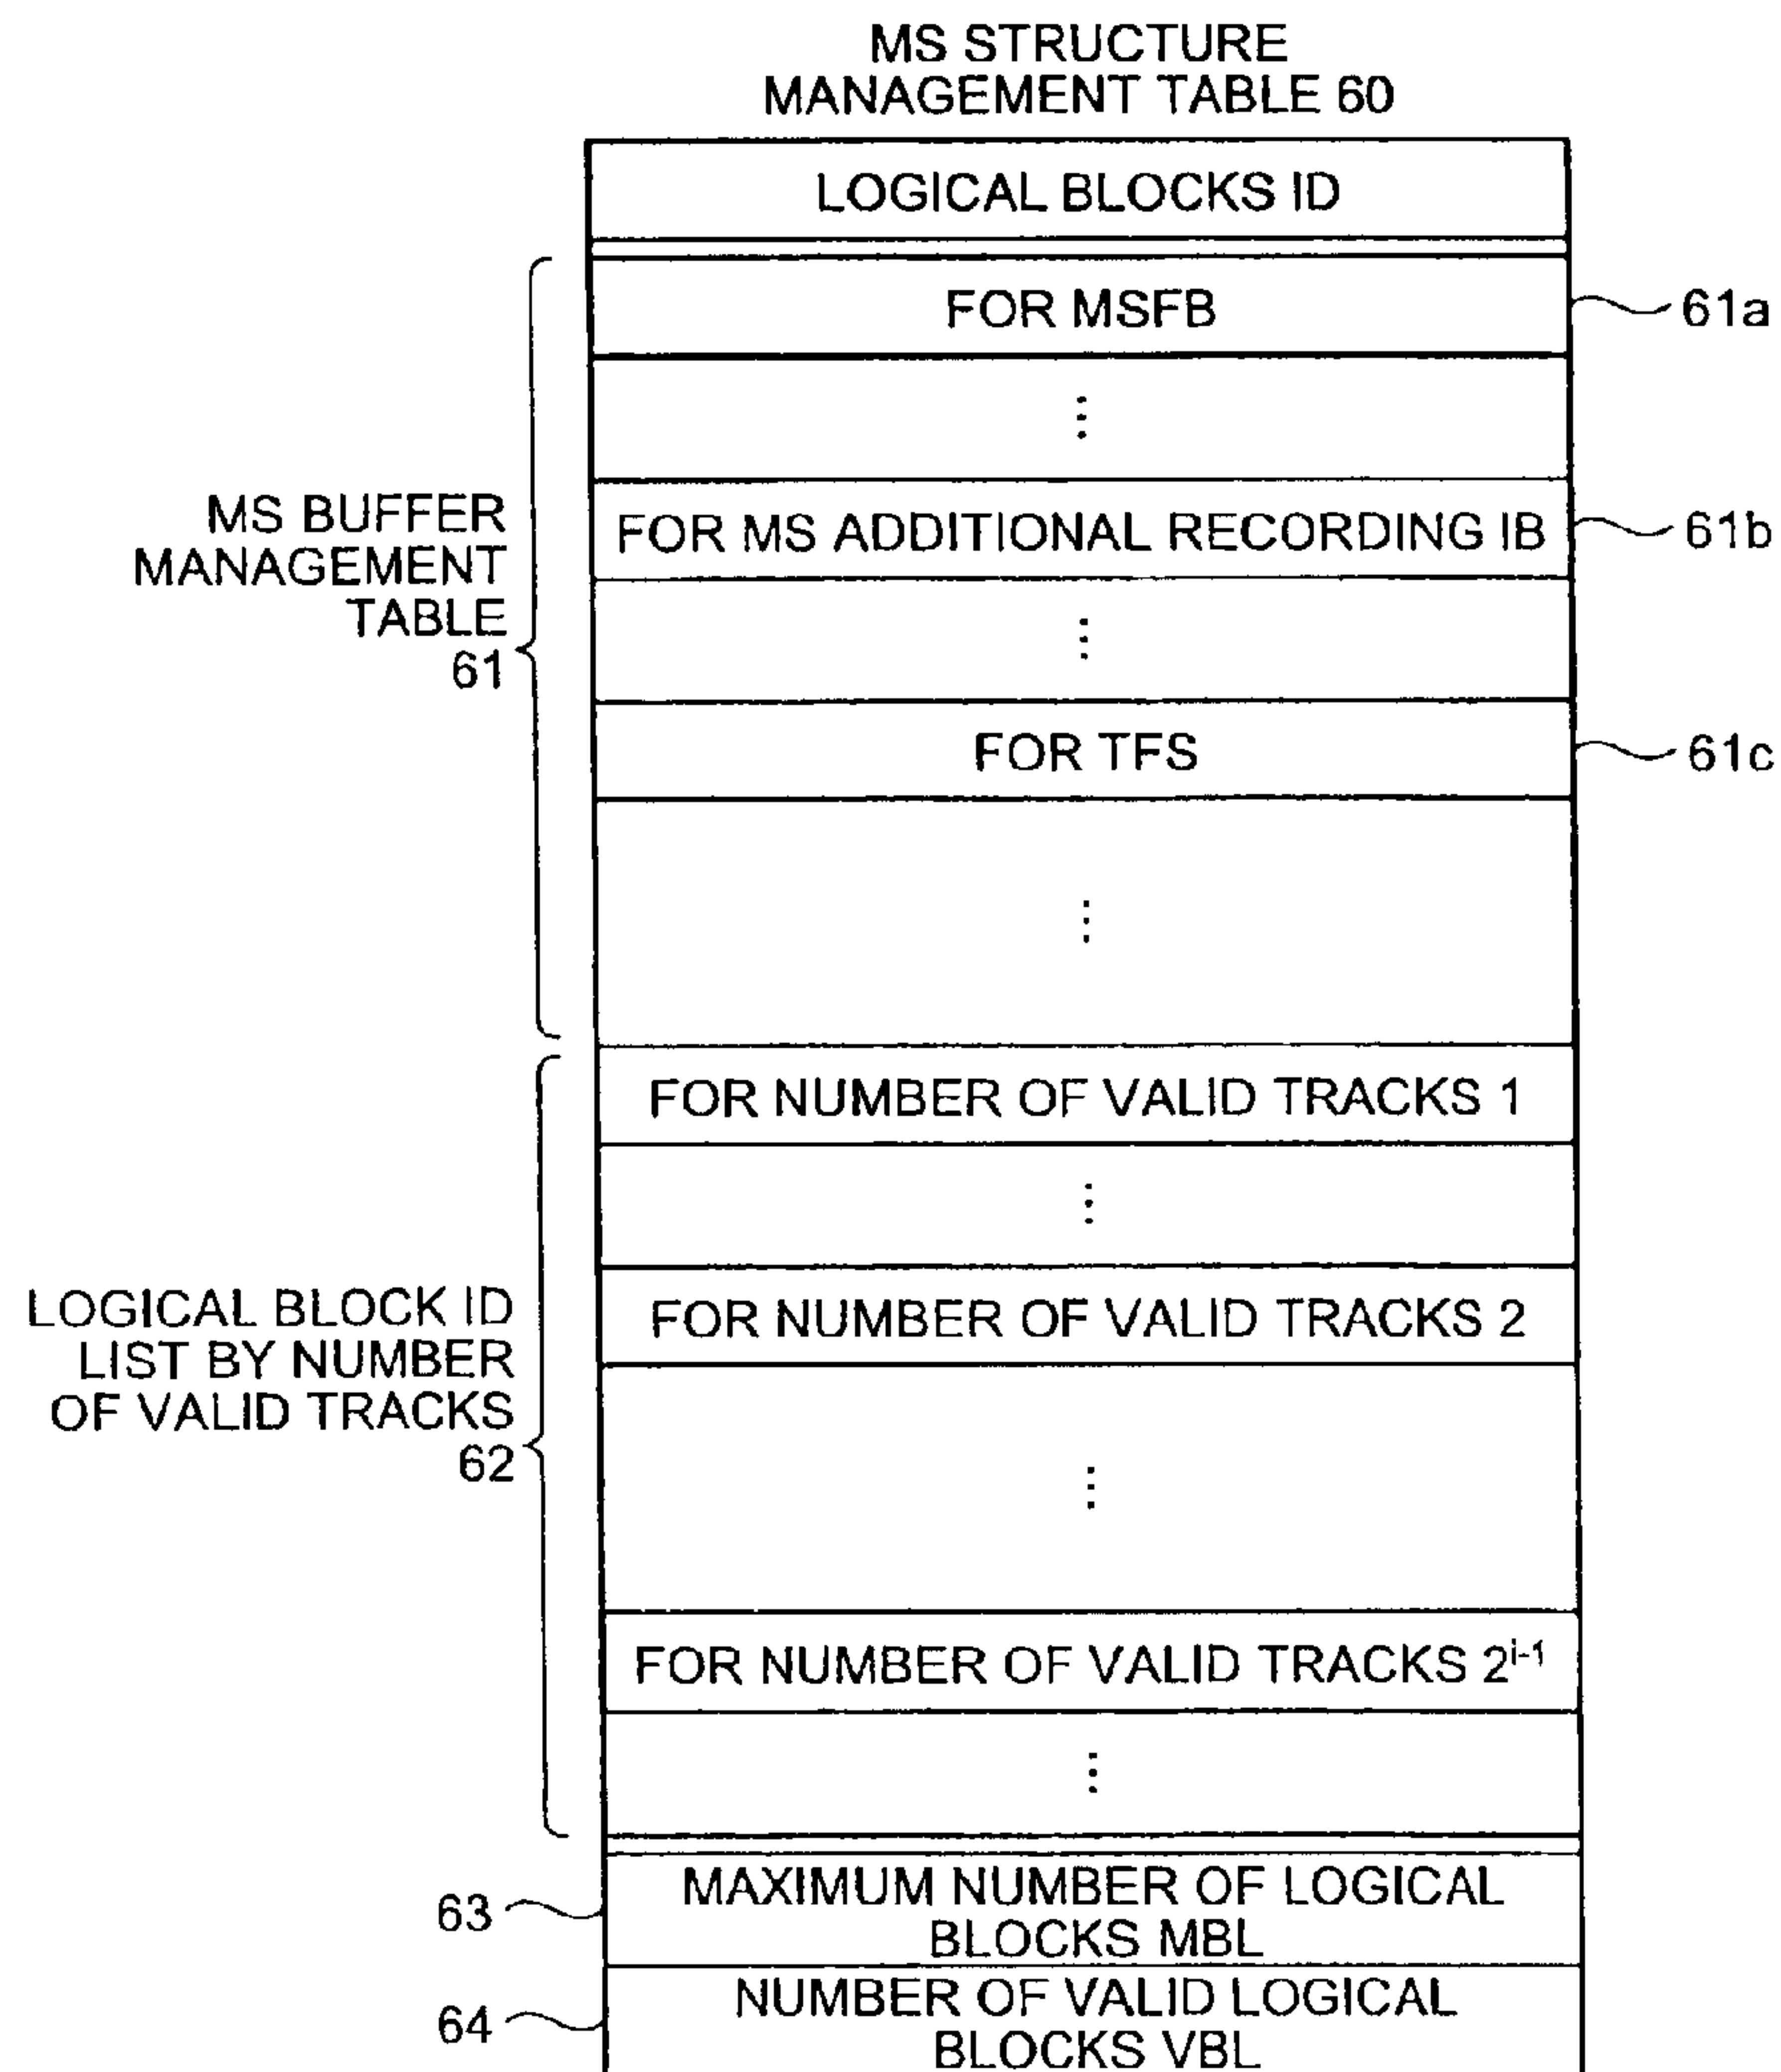 MS STRUCTURE
MANAGEMENT TABLE 60
LOGICAL BLOCKS ID
FOR MSFB
61a
⋮
MS BUFFER
MANAGEMENT
TABLE
61
FOR MS ADDITIONAL RECORDING IB
61b
⋮
FOR TFS
61c
⋮
FOR NUMBER OF VALID TRACKS 1
⋮
LOGICAL BLOCK ID
LIST BY NUMBER
OF VALID TRACKS
62
FOR NUMBER OF VALID TRACKS 2
⋮
FOR NUMBER OF VALID TRACKS 2^i-1
⋮
63
MAXIMUM NUMBER OF LOGICAL
BLOCKS MBL
64
NUMBER OF VALID LOGICAL
BLOCKS VBL